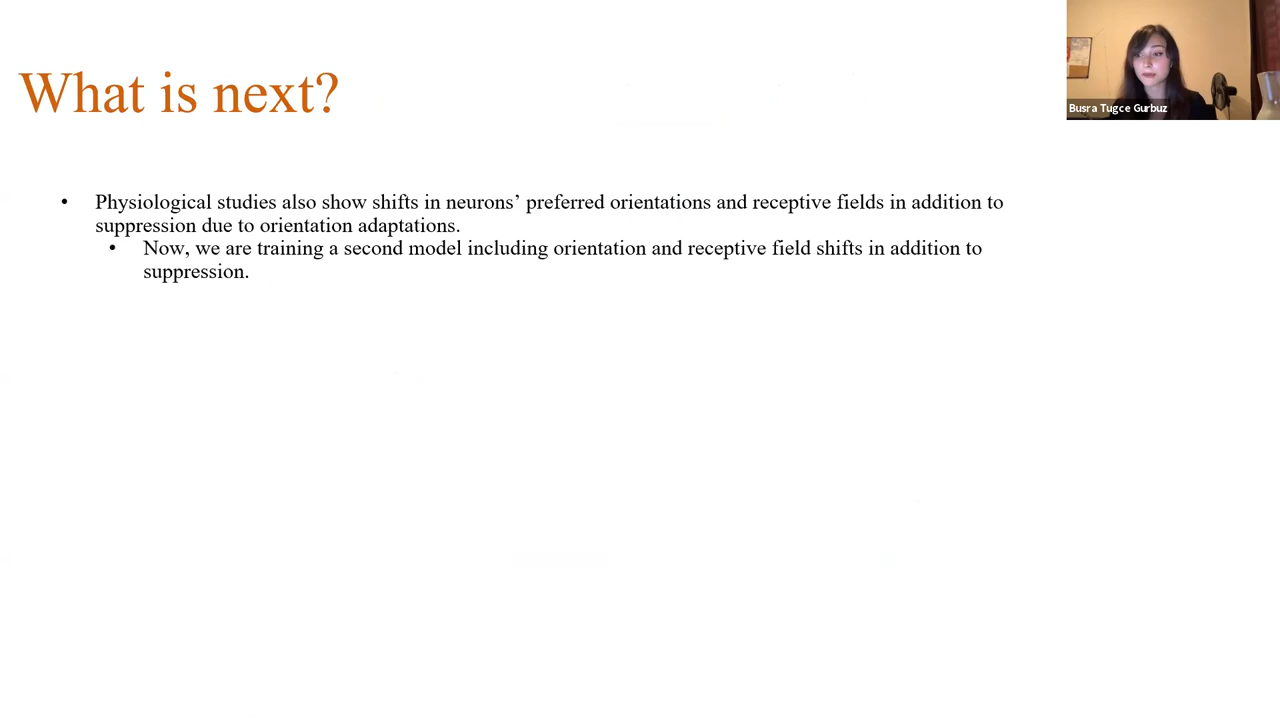 What is next?
Busra Tugce Gurbuz
• Physiological studies also show shifts in neurons’ preferred orientations and receptive fields in addition to
suppression due to orientation adaptations.
• Now, we are training a second model including orientation and receptive field shifts in addition to
suppression.